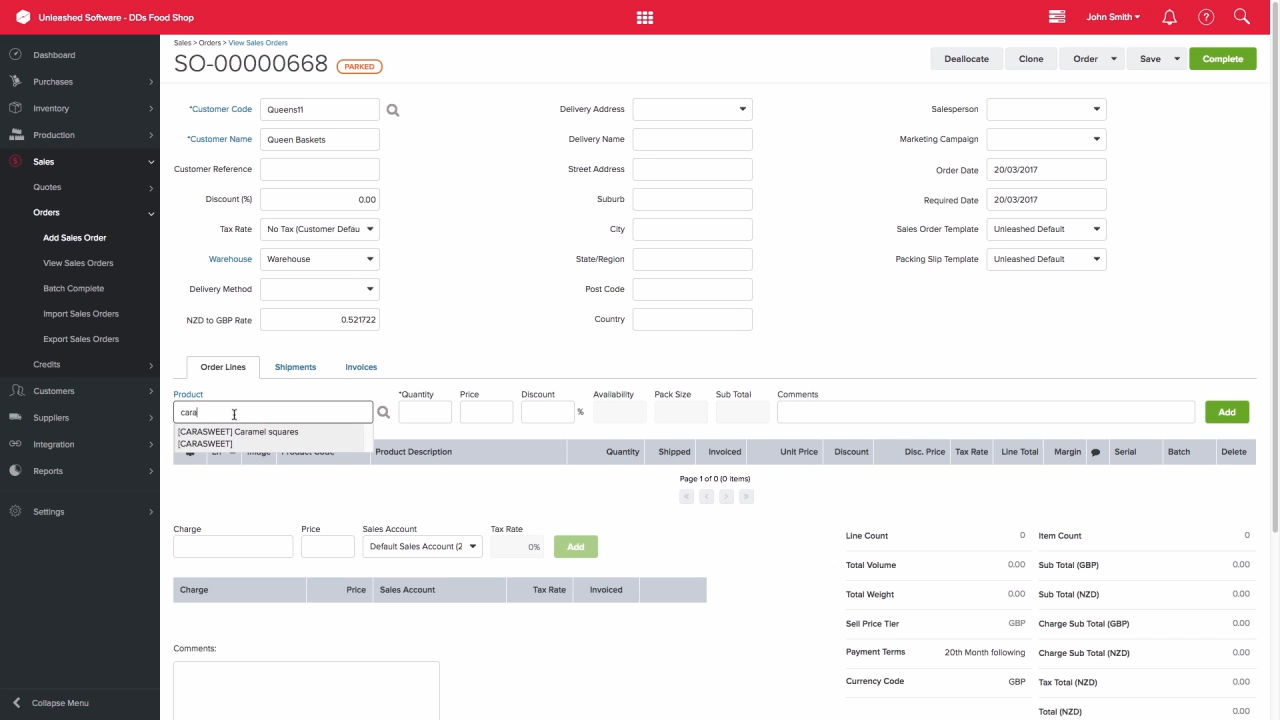 Unleashed Software - DDs Food Shop
John Smith
Dashboard
Purchases
Inventory
Production
Sales
Quotes
Orders
Add Sales Order
View Sales Orders
Batch Complete
Import Sales Orders
Export Sales Orders
Credits
Customers
Suppliers
Integration
Reports
Settings
Collapse Menu
Sales > Orders > View Sales Orders
SO-00000668 PARKED
Deallocate Clone Order Save Complete
*Customer Code Queens11
*Customer Name Queen Baskets
Customer Reference
Discount (%) 0.00
Tax Rate No Tax (Customer Defau
Warehouse Warehouse
Delivery Method
NZD to GBP Rate 0.521722
Delivery Address
Delivery Name
Street Address
Suburb
City
State/Region
Post Code
Country
Salesperson
Marketing Campaign
Order Date 20/03/2017
Required Date 20/03/2017
Sales Order Template Unleashed Default
Packing Slip Template Unleashed Default
Order Lines Shipments Invoices
Product *Quantity Price Discount Availability Pack Size Sub Total Comments
cara % Add
[CARASWEET] Caramel squares
[CARASWEET]
Product Description Quantity Shipped Invoiced Unit Price Discount Disc. Price Tax Rate Line Total Margin Serial Batch Delete
Page 1 of 0 (0 items)
Charge Price Sales Account Tax Rate
Default Sales Account (2 0% Add
Charge Price Sales Account Tax Rate Invoiced
Comments:
Line Count 0
Total Volume 0.00
Total Weight 0.00
Sell Price Tier GBP
Payment Terms 20th Month following
Currency Code GBP
Item Count 0
Sub Total (GBP) 0.00
Sub Total (NZD) 0.00
Charge Sub Total (GBP) 0.00
Charge Sub Total (NZD) 0.00
Tax Total (NZD) 0.00
Total (NZD) 0.00